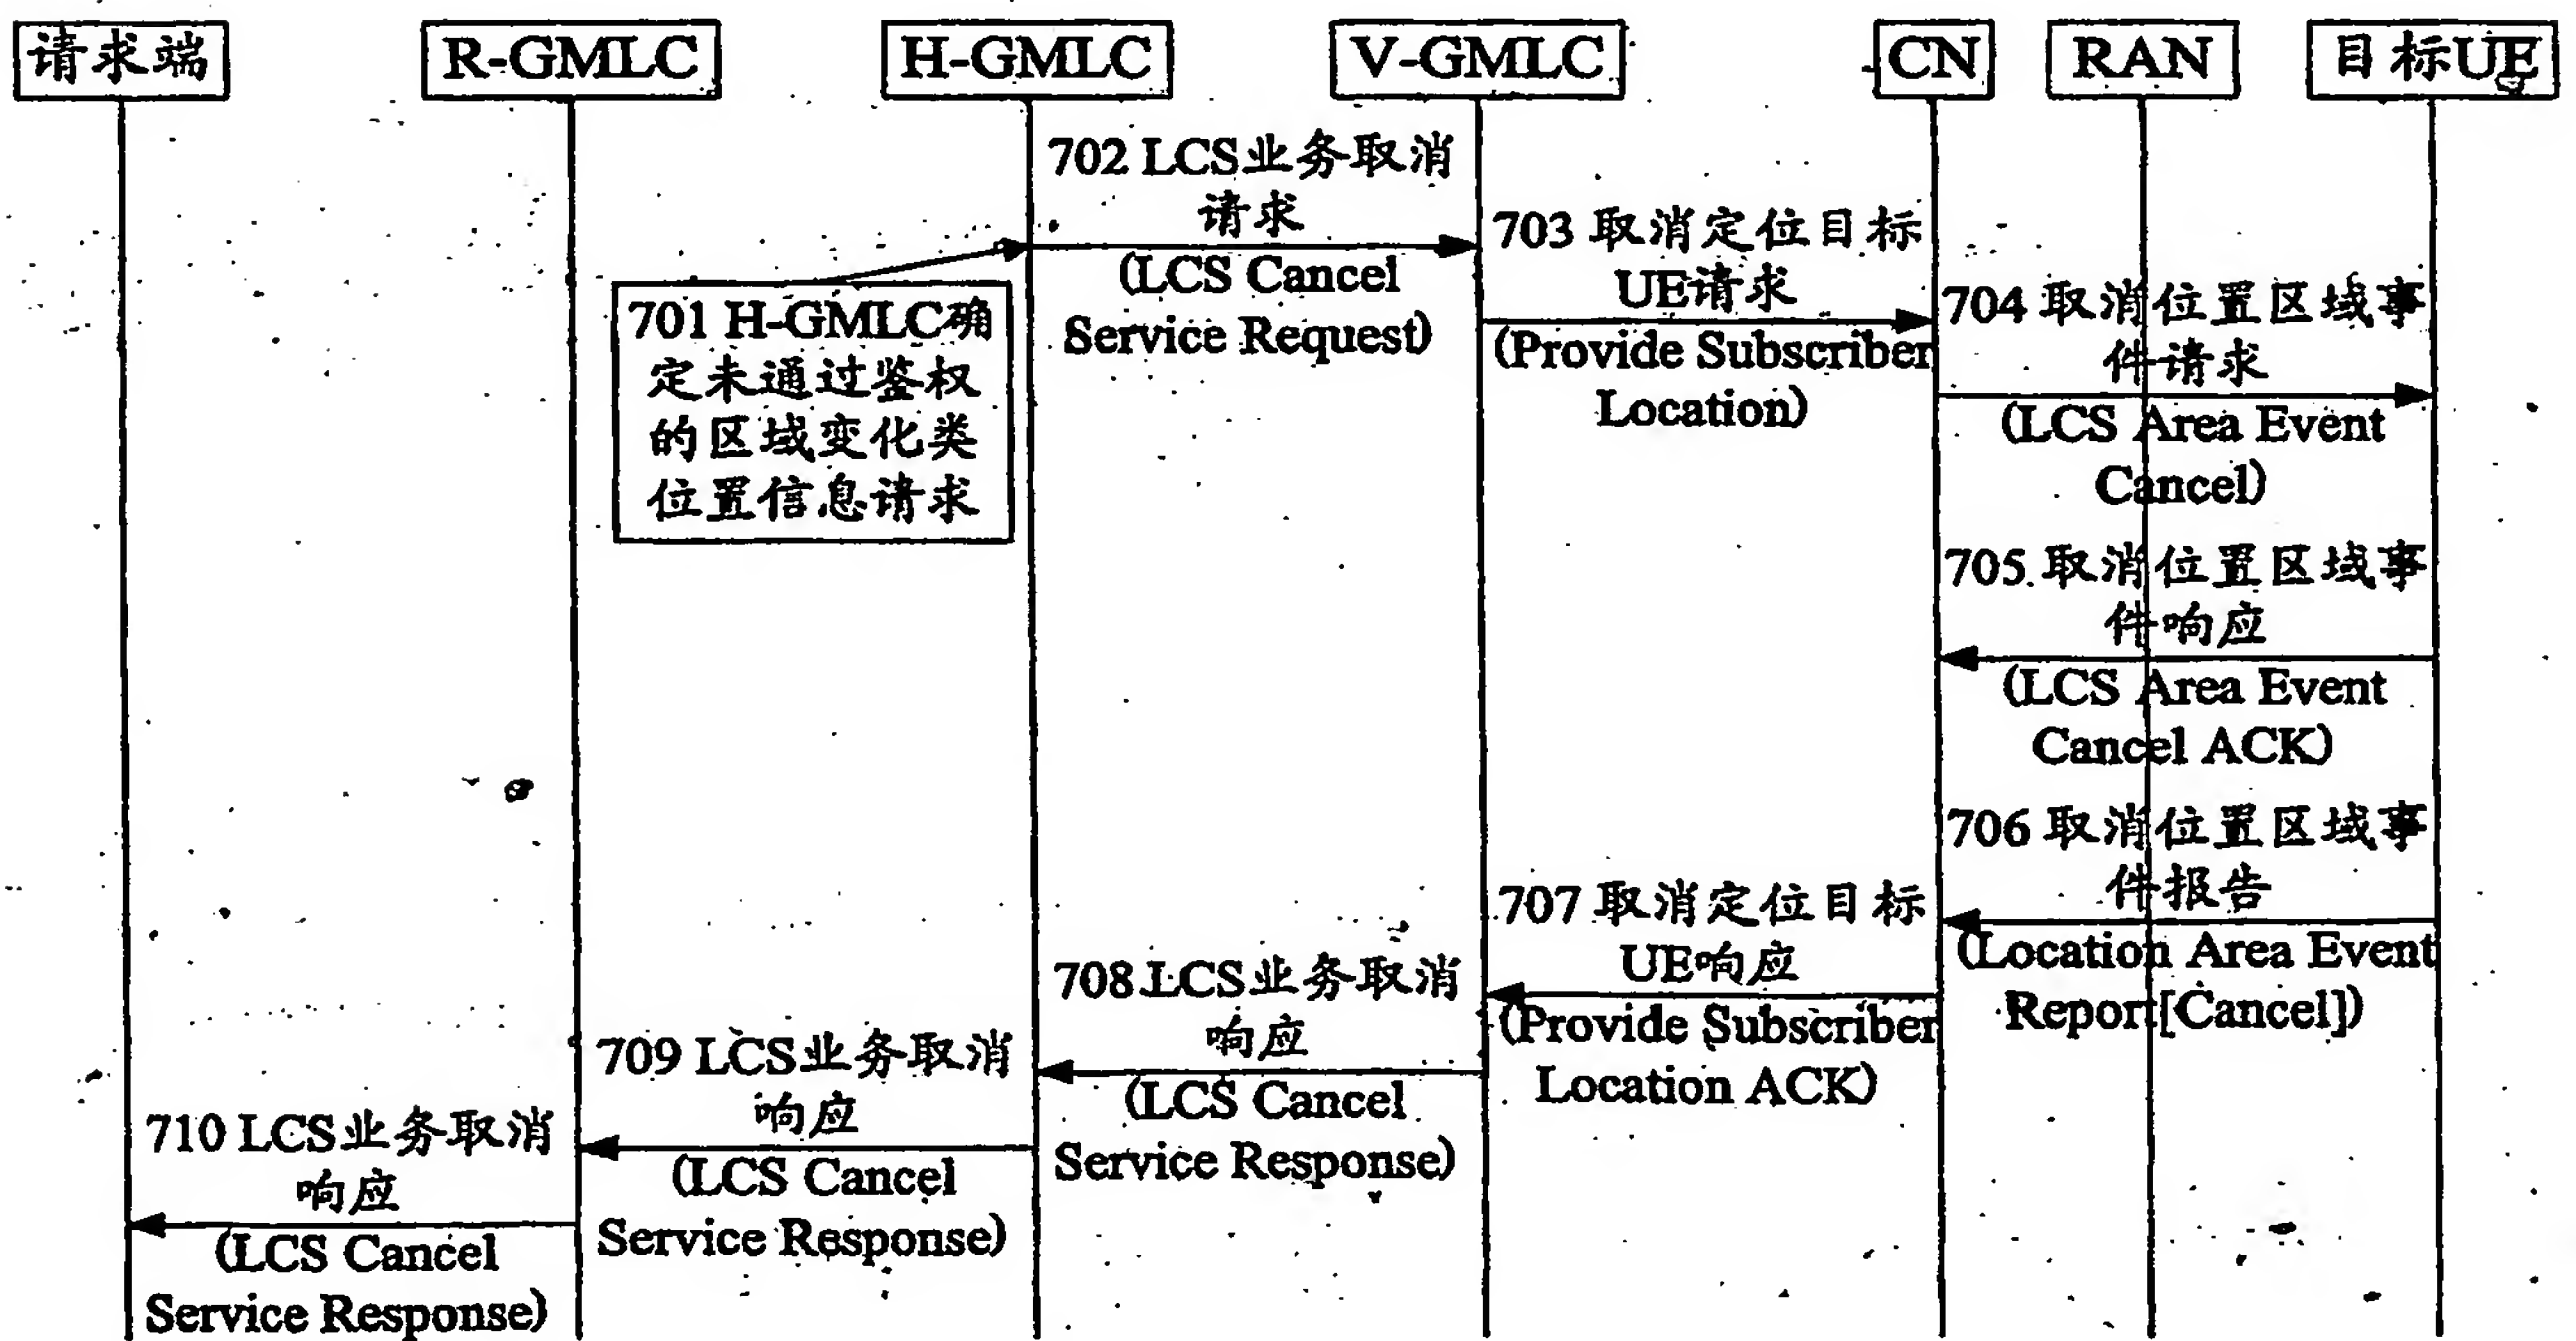 请求端
R-GMLC
H-GMLC
V-GMLC
CN
RAN
目标UE
702 LCS业务取消
请求
(LCS Cancel
Service Request)
701 H-GMLC确
定未通过鉴权
的区域变化类
位置信息请求
703 取消定位目标
UE请求
(Provide Subscriber
Location)
704 取消位置区域事
件请求
(LCS Area Event
Cancel)
705 取消位置区域事
件响应
(LCS Area Event
Cancel ACK)
706 取消位置区域事
件报告
(Location Area Event
Report[Cancel])
707 取消定位目标
UE响应
(Provide Subscriber
Location ACK)
708 LCS业务取消
响应
(LCS Cancel
Service Response)
709 LCS业务取消
响应
(LCS Cancel
Service Response)
710 LCS业务取消
响应
(LCS Cancel
Service Response)